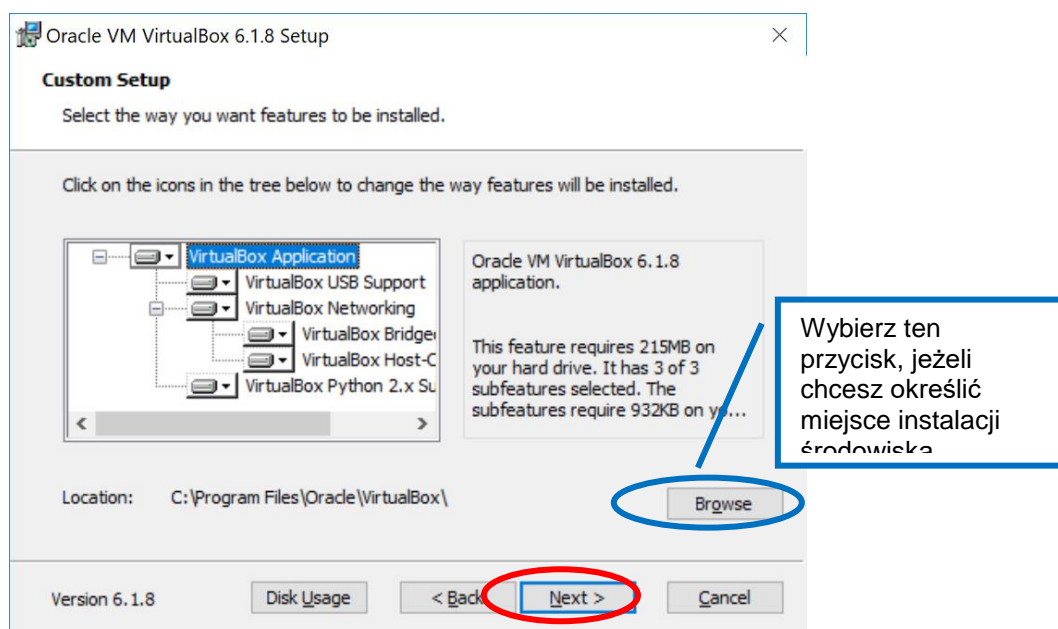 Oracle VM VirtualBox 6.1.8 Setup
Custom Setup
Select the way you want features to be installed.
Click on the icons in the tree below to change the way features will be installed.
VirtualBox Application
VirtualBox USB Support
VirtualBox Networking
VirtualBox Bridge
VirtualBox Host-C
VirtualBox Python 2.x Su
Oracle VM VirtualBox 6.1.8
application.
This feature requires 215MB on
your hard drive. It has 3 of 3
subfeatures selected. The
subfeatures require 932KB on yo...
Wybierz ten
przycisk, jeżeli
chcesz określić
miejsce instalacji
środowiska
Location: C:\Program Files\Oracle\VirtualBox\
Browse
Version 6.1.8
Disk Usage
< Back
Next >
Cancel